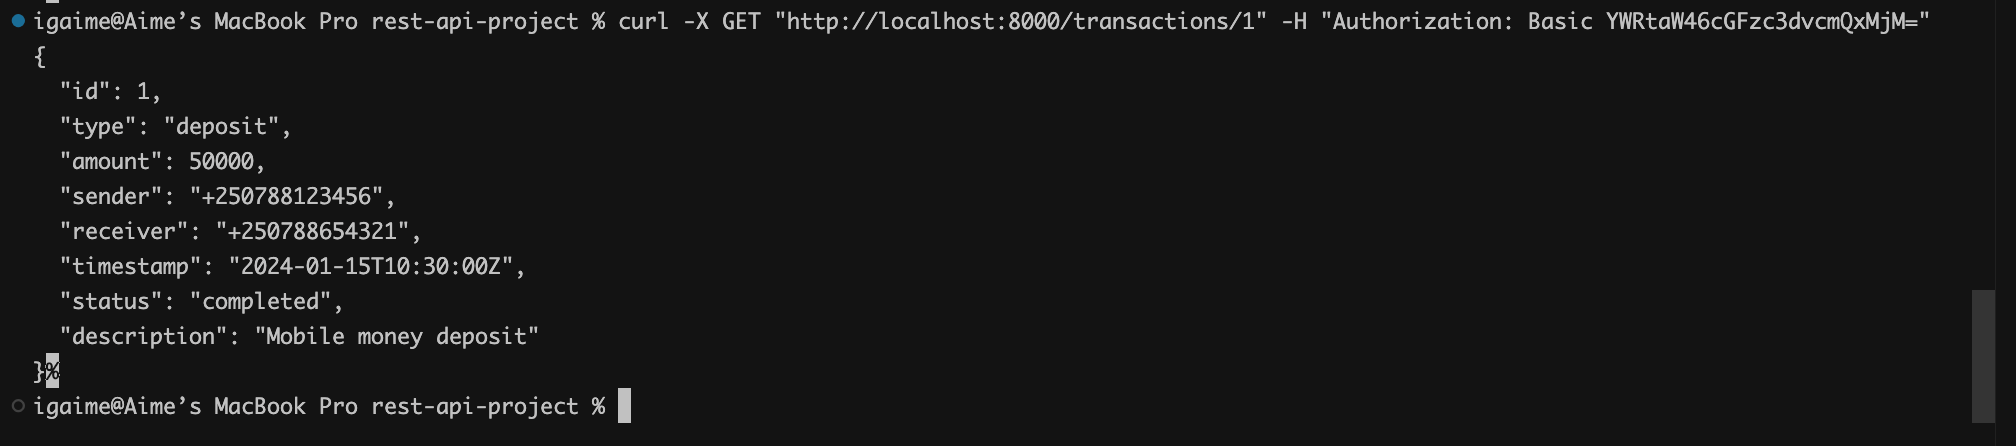 igaime@Aime’s MacBook Pro rest-api-project % curl -X GET "http://localhost:8000/transactions/1" -H "Authorization: Basic YWRtaW46cGFzc3dvcmQxMjM="
{
  "id": 1,
  "type": "deposit",
  "amount": 50000,
  "sender": "+250788123456",
  "receiver": "+250788654321",
  "timestamp": "2024-01-15T10:30:00Z",
  "status": "completed",
  "description": "Mobile money deposit"
}%
igaime@Aime’s MacBook Pro rest-api-project %